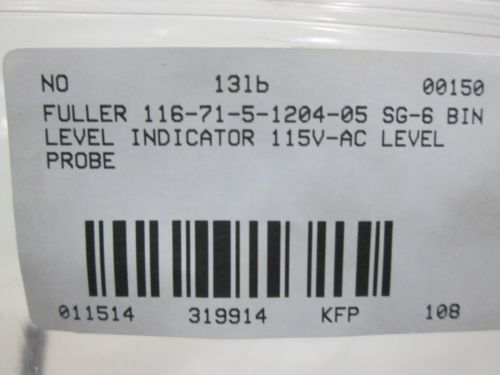 NO 13lb 00150
FULLER 116-71-5-1204-05 SG-6 BIN
LEVEL INDICATOR 115V-AC LEVEL
PROBE
011514 319914 KFP 108